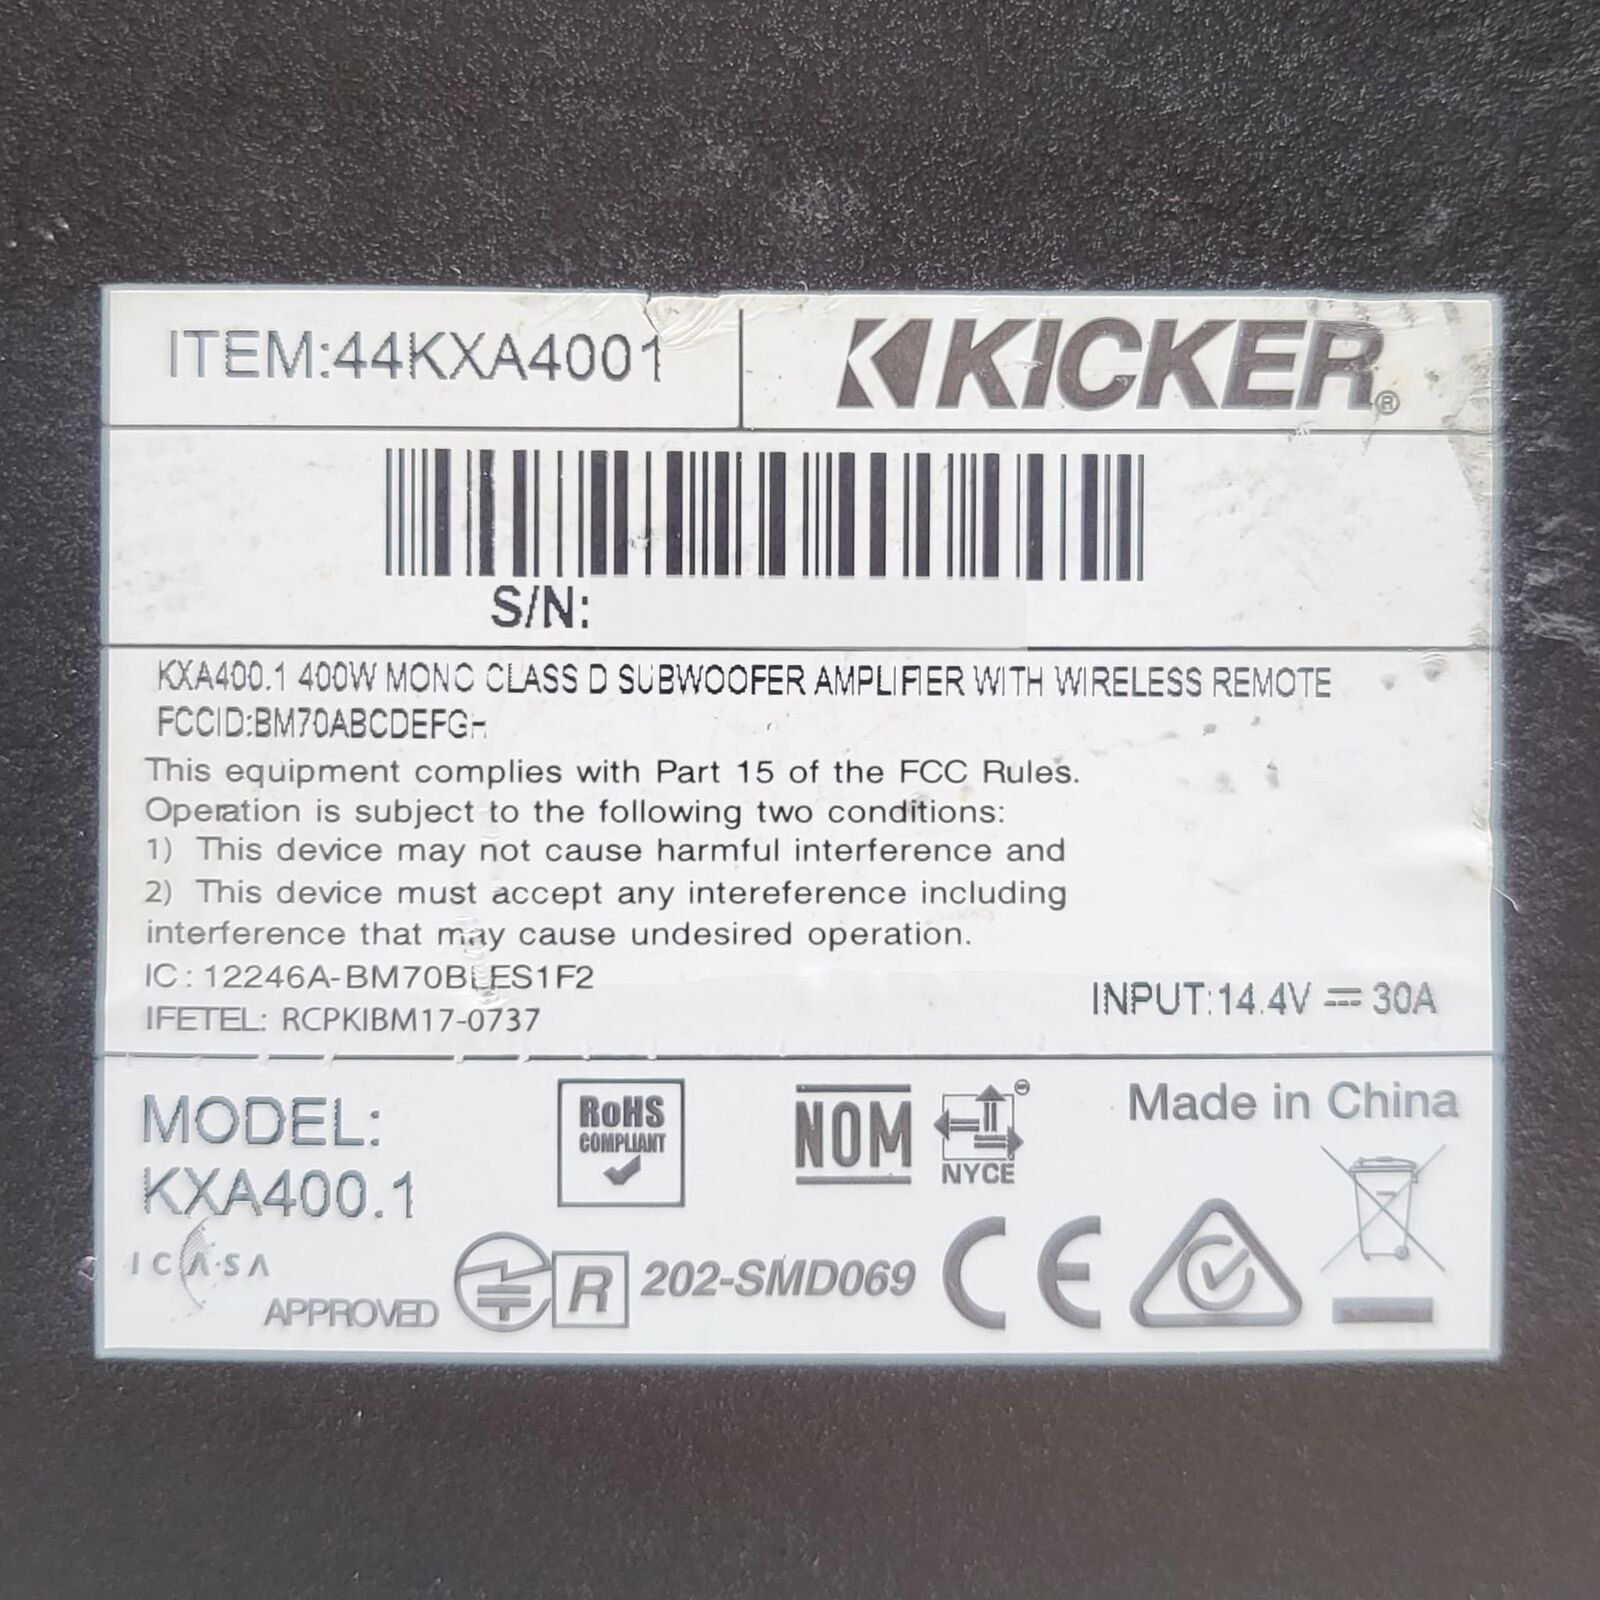 ITEM:44KXA4001
KICKER®
S/N:
KXA400.1 400W MONO CLASS D SUBWOOFER AMPLIFIER WITH WIRELESS REMOTE
FCCID:BM70ABCDEFGH
This equipment complies with Part 15 of the FCC Rules.
Operation is subject to the following two conditions:
1) This device may not cause harmful interference and
2) This device must accept any intereference including
interference that may cause undesired operation.
IC: 12246A-BM70BLES1F2
IFETEL: RCPKIBM17-0737
INPUT:14.4V ⎓ 30A
MODEL:
KXA400.1
RoHS
COMPLIANT
NOM
NYCE
Made in China
ICASA
APPROVED
R 202-SMD069
CE